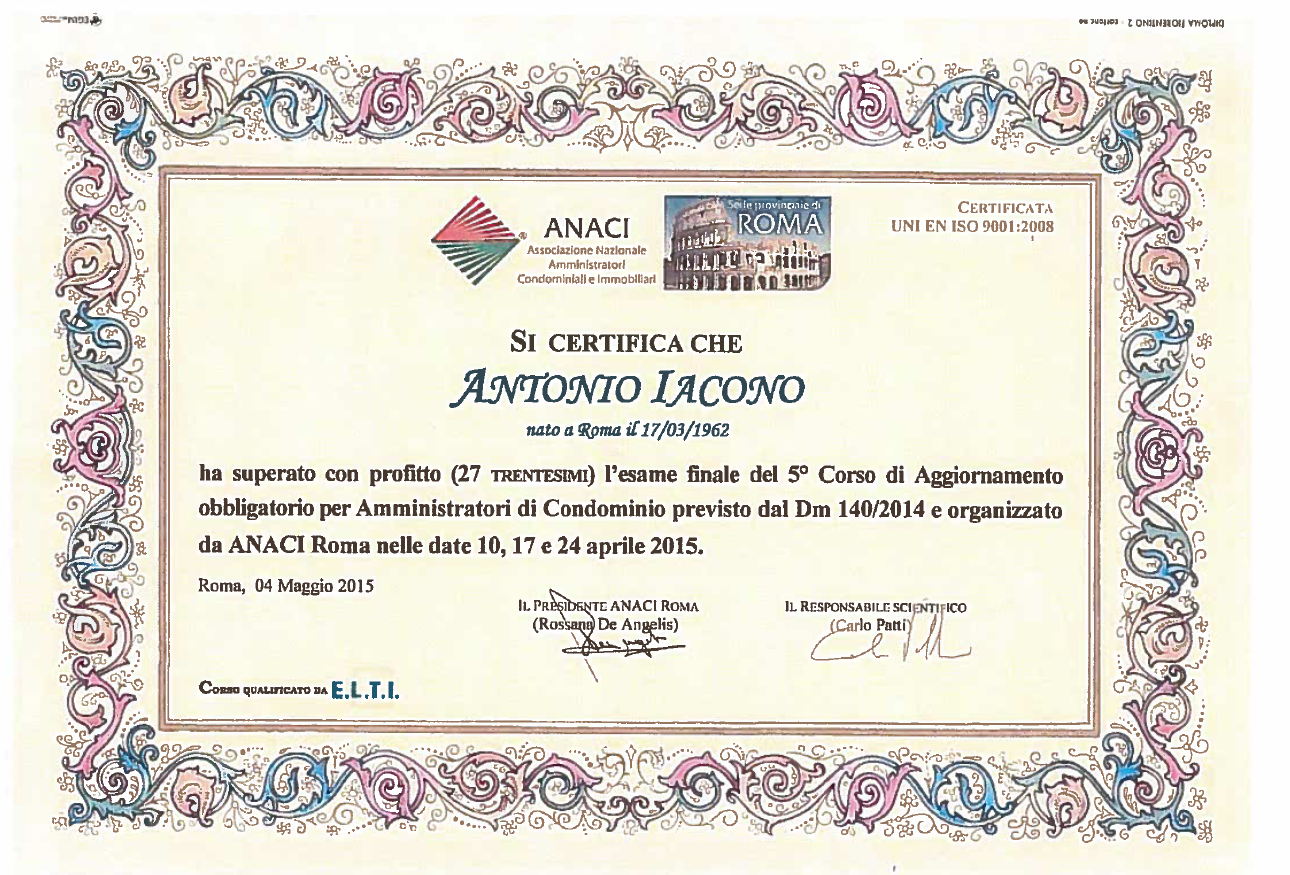 DIPLOMA FIORENTINO 2 -
ANACI
Associazione Nazionale
Amministratori
Condominiali e Immobiliari
Sede provinciale di
ROMA
CERTIFICATA
UNI EN ISO 9001:2008
SI CERTIFICA CHE
ANTONIO IACONO
nato a Roma il 17/03/1962
ha superato con profitto (27 TRENTESIMI) l'esame finale del 5° Corso di Aggiornamento
obbligatorio per Amministratori di Condominio previsto dal Dm 140/2014 e organizzato
da ANACI Roma nelle date 10, 17 e 24 aprile 2015.
Roma, 04 Maggio 2015
IL PRESIDENTE ANACI ROMA
(Rossana De Angelis)
IL RESPONSABILE SCIENTIFICO
(Carlo Patti)
CORSO QUALIFICATO DA E.L.T.I.